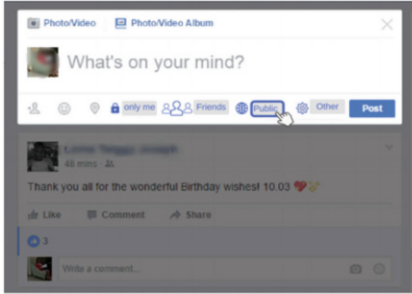 Photo/Video Photo/Video Album
What's on your mind?
only me Friends Public Other Post
48 mins
Thank you all for the wonderful Birthday wishes! 10.03
Like Comment Share
3
Write a comment...